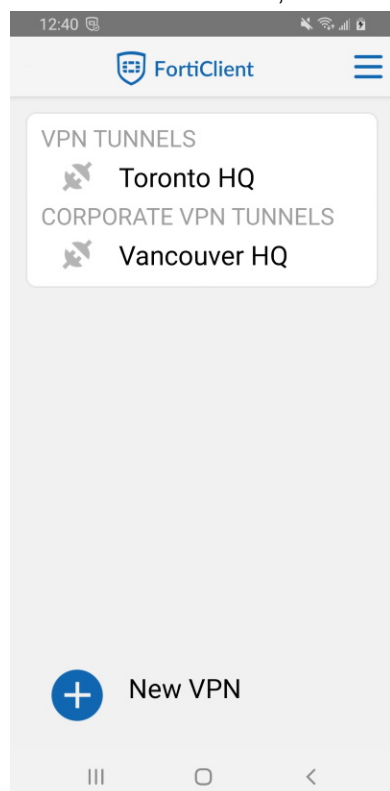 12:40
FortiClient
VPN TUNNELS
Toronto HQ
CORPORATE VPN TUNNELS
Vancouver HQ
New VPN